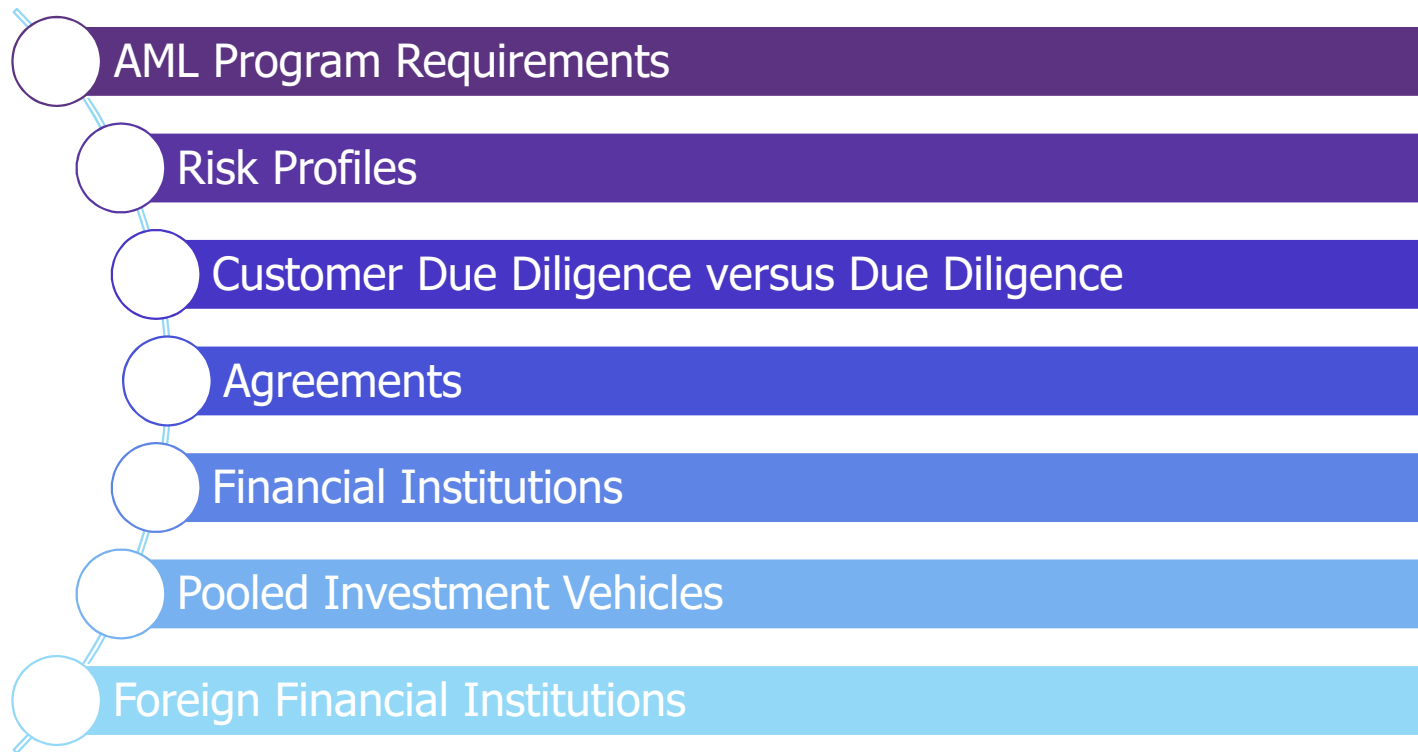 AML Program Requirements
Risk Profiles
Customer Due Diligence versus Due Diligence
Agreements
Financial Institutions
Pooled Investment Vehicles
Foreign Financial Institutions